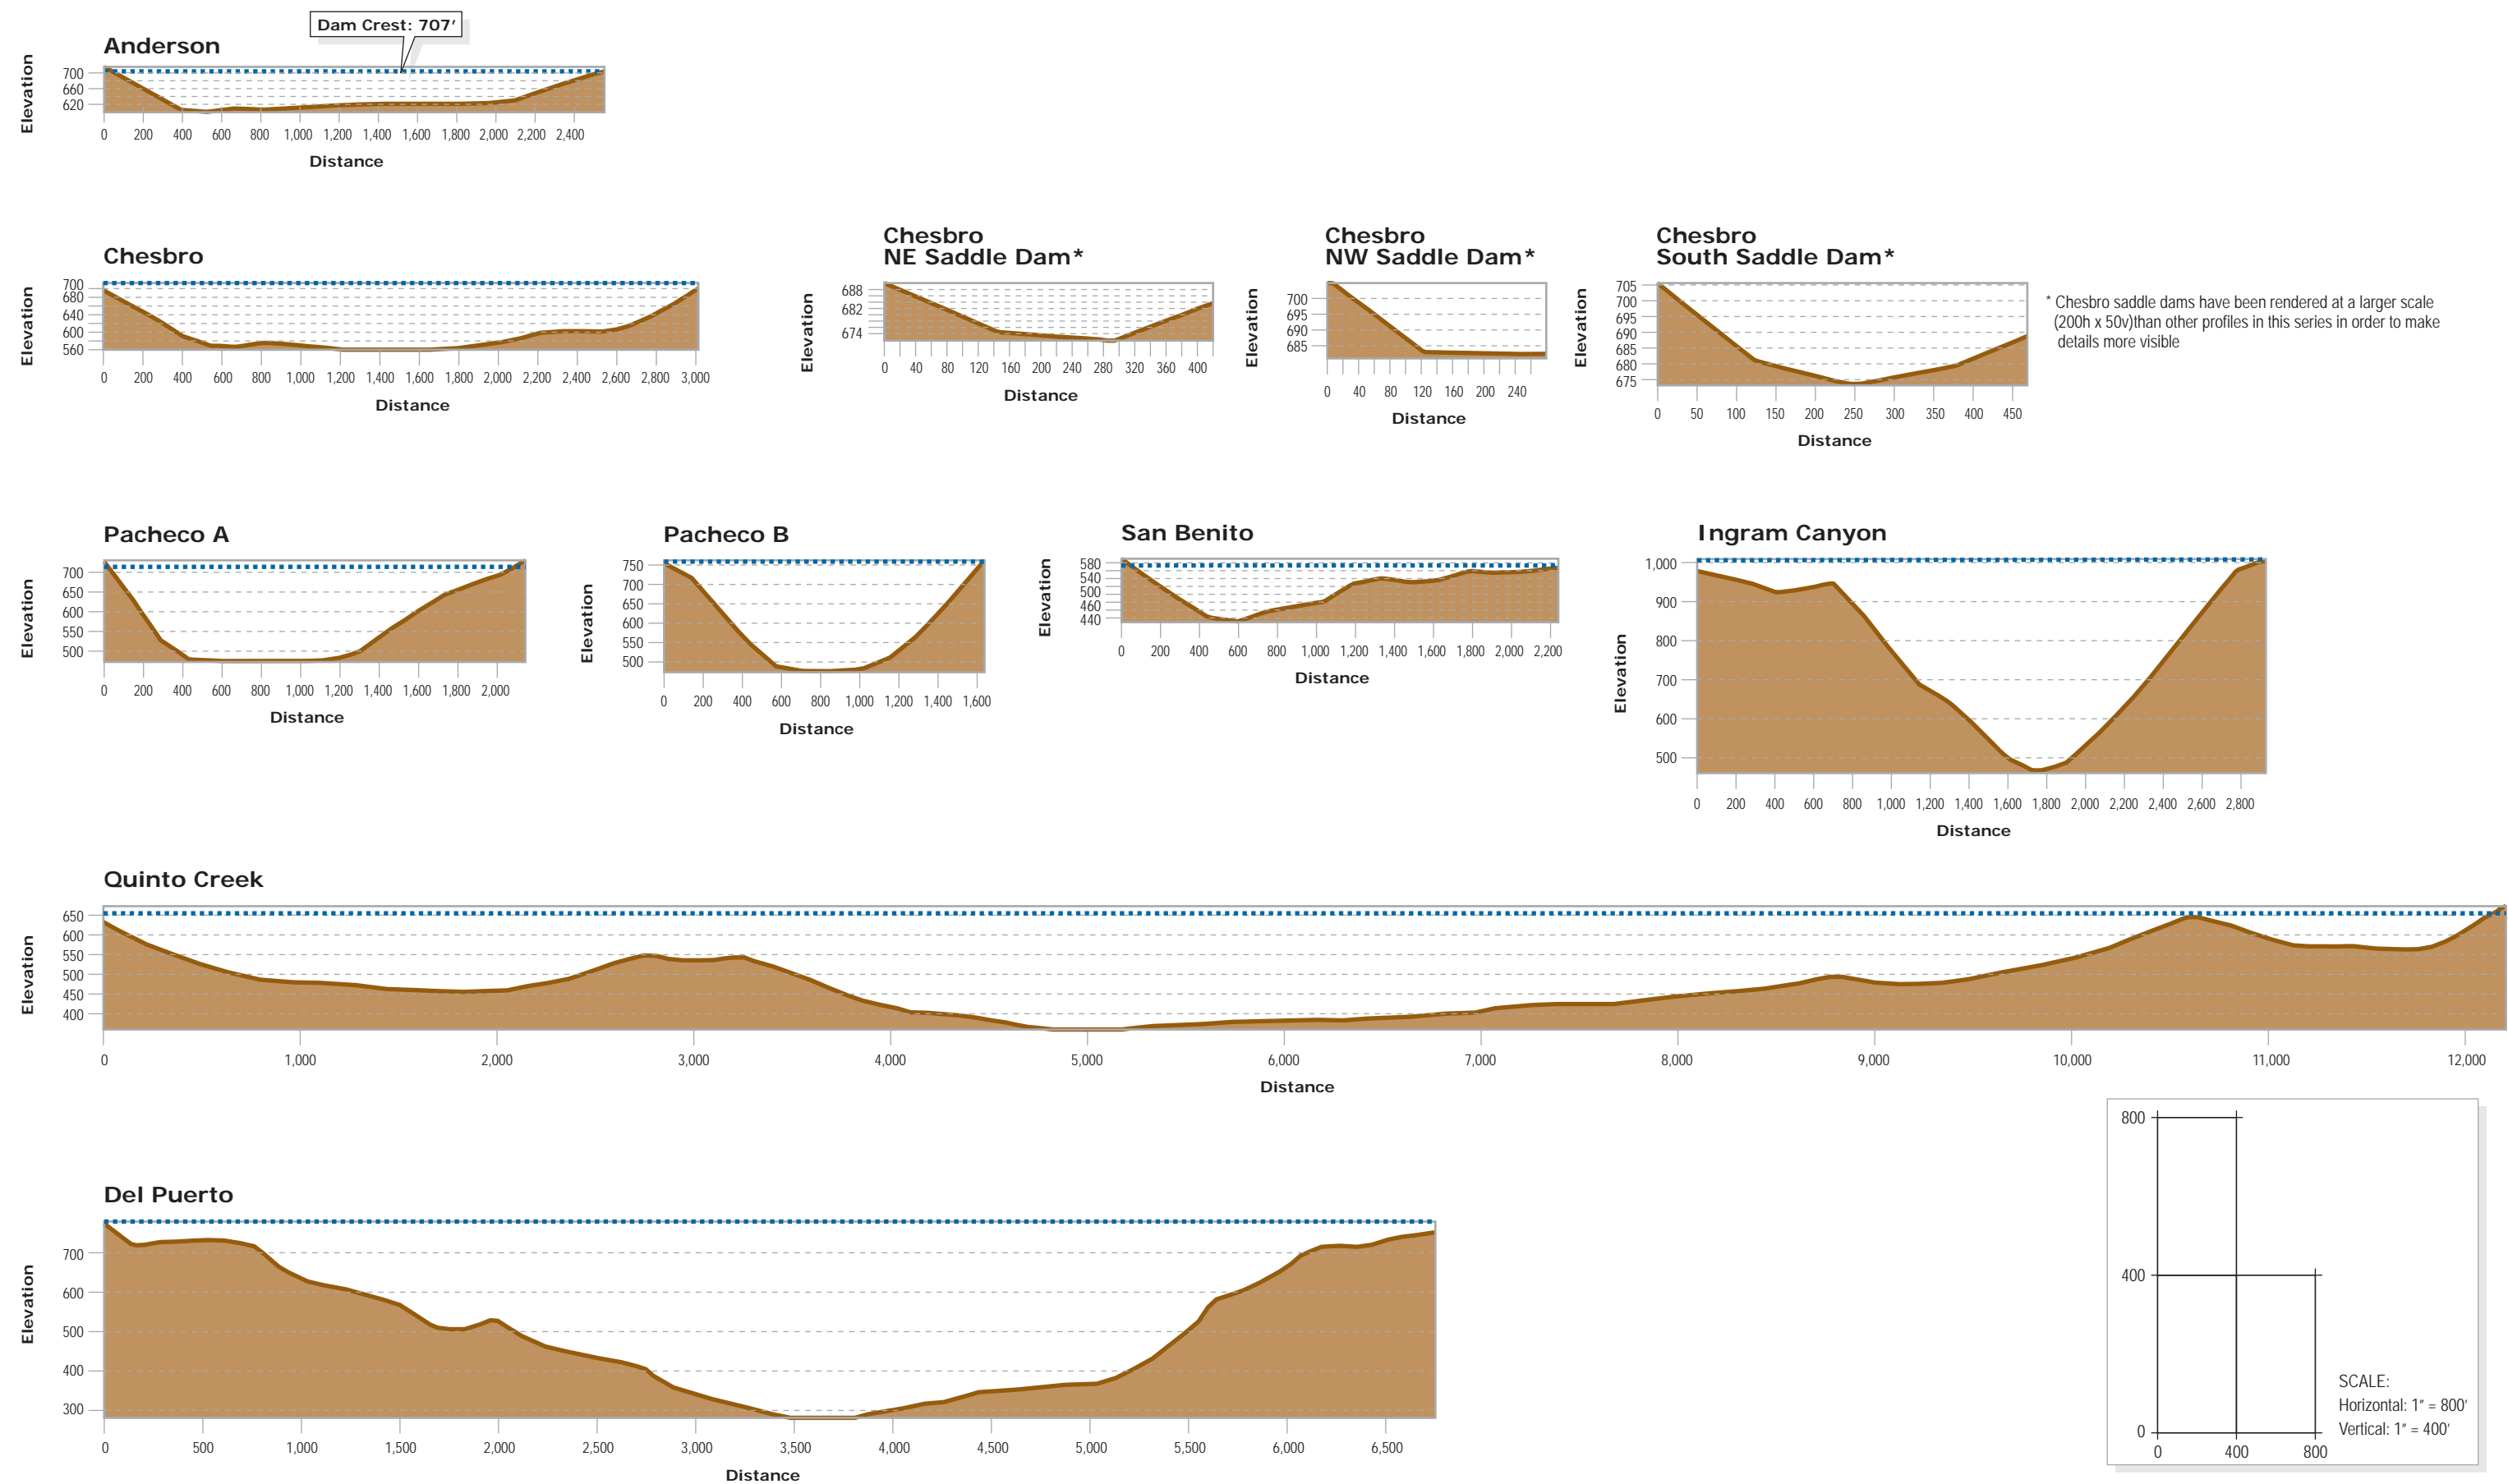 Dam Crest: 707′
Anderson
Elevation
700
660
620
0 200 400 600 800 1,000 1,200 1,400 1,600 1,800 2,000 2,200 2,400
Distance
Chesbro
Elevation
700
680
640
600
560
0 200 400 600 800 1,000 1,200 1,400 1,600 1,800 2,000 2,200 2,400 2,600 2,800 3,000
Distance
Chesbro
NE Saddle Dam*
Elevation
688
682
674
0 40 80 120 160 200 240 280 320 360 400
Distance
Chesbro
NW Saddle Dam*
Elevation
700
695
690
685
0 40 80 120 160 200 240
Distance
Chesbro
South Saddle Dam*
Elevation
705
700
695
690
685
680
675
0 50 100 150 200 250 300 350 400 450
Distance
* Chesbro saddle dams have been rendered at a larger scale
(200h x 50v)than other profiles in this series in order to make
details more visible
Pacheco A
Elevation
700
650
600
550
500
0 200 400 600 800 1,000 1,200 1,400 1,600 1,800 2,000
Distance
Pacheco B
Elevation
750
700
650
600
550
500
0 200 400 600 800 1,000 1,200 1,400 1,600
Distance
San Benito
Elevation
580
540
500
460
440
0 200 400 600 800 1,000 1,200 1,400 1,600 1,800 2,000 2,200
Distance
Ingram Canyon
Elevation
1,000
900
800
700
600
500
0 200 400 600 800 1,000 1,200 1,400 1,600 1,800 2,000 2,200 2,400 2,600 2,800
Distance
Quinto Creek
Elevation
650
600
550
500
450
400
0 1,000 2,000 3,000 4,000 5,000 6,000 7,000 8,000 9,000 10,000 11,000 12,000
Distance
Del Puerto
Elevation
700
600
500
400
300
0 500 1,000 1,500 2,000 2,500 3,000 3,500 4,000 4,500 5,000 5,500 6,000 6,500
Distance
800
400
0
0 400 800
SCALE:
Horizontal: 1″ = 800′
Vertical: 1″ = 400′